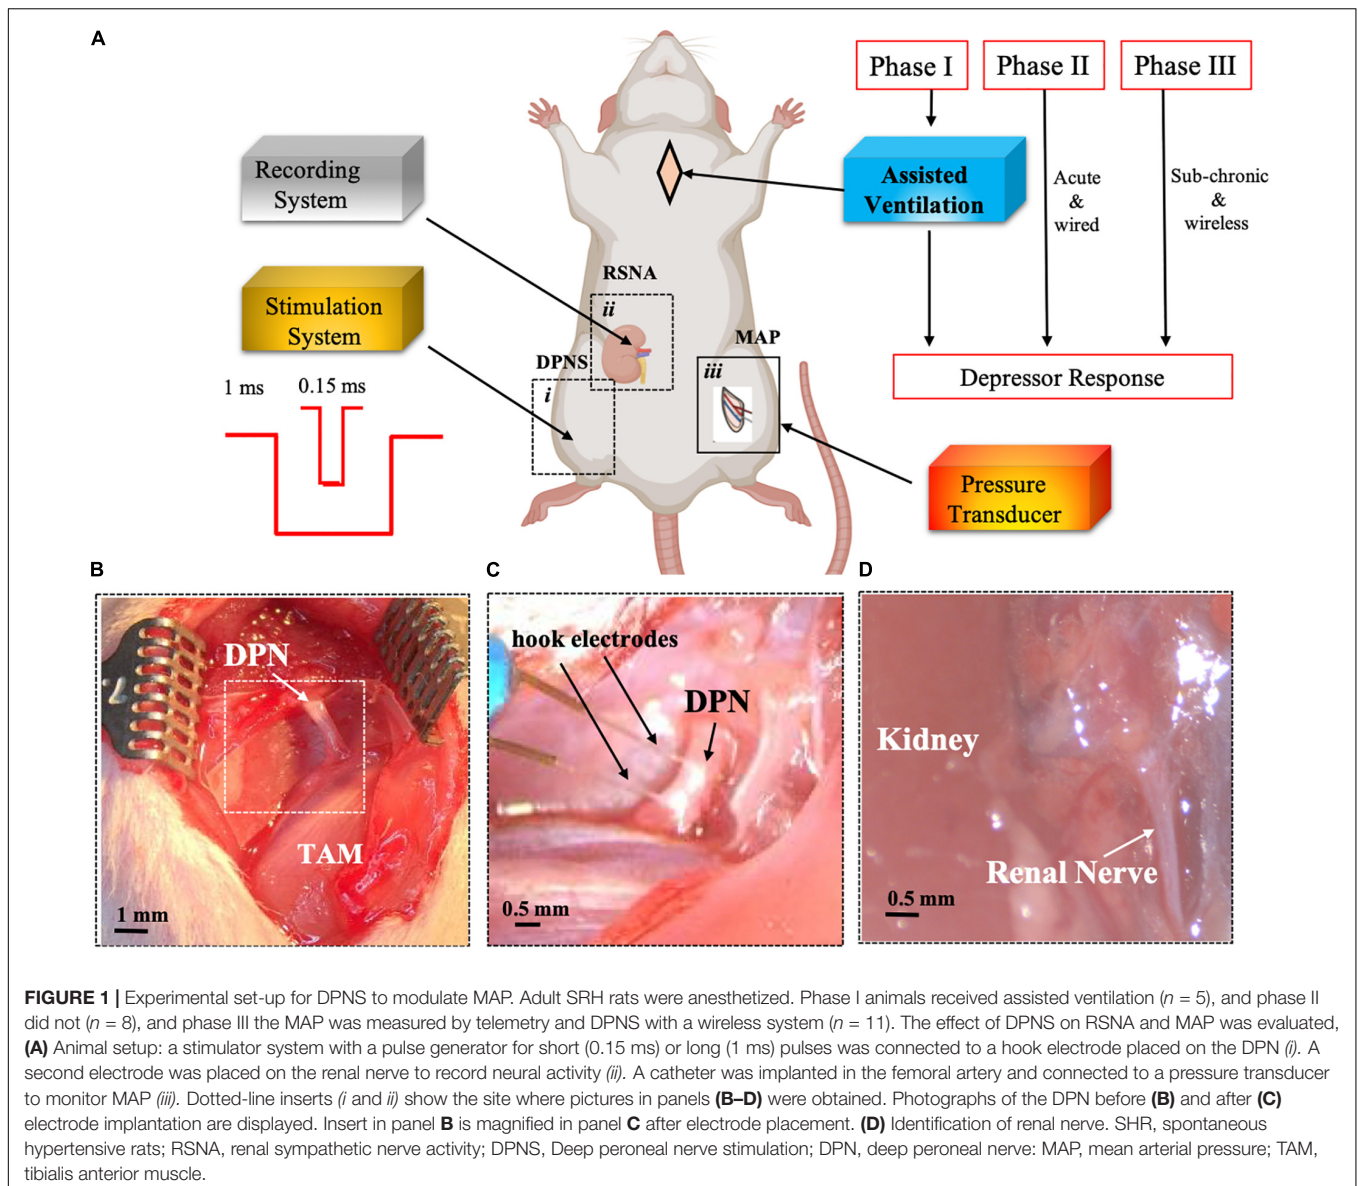 A
Phase I
Phase II
Phase III
Recording
System
Assisted
Ventilation
Acute
&
wired
Sub-chronic
&
wireless
RSNA
ii
Stimulation
System
MAP
iii
DPNS
i
Depressor Response
1 ms
0.15 ms
Pressure
Transducer
B
DPN
TAM
1 mm
C
hook electrodes
DPN
0.5 mm
D
Kidney
Renal Nerve
0.5 mm
FIGURE 1 | Experimental set-up for DPNS to modulate MAP. Adult SRH rats were anesthetized. Phase I animals received assisted ventilation (n = 5), and phase II
did not (n = 8), and phase III the MAP was measured by telemetry and DPNS with a wireless system (n = 11). The effect of DPNS on RSNA and MAP was evaluated,
(A) Animal setup: a stimulator system with a pulse generator for short (0.15 ms) or long (1 ms) pulses was connected to a hook electrode placed on the DPN (i). A
second electrode was placed on the renal nerve to record neural activity (ii). A catheter was implanted in the femoral artery and connected to a pressure transducer
to monitor MAP (iii). Dotted-line inserts (i and ii) show the site where pictures in panels (B–D) were obtained. Photographs of the DPN before (B) and after (C)
electrode implantation are displayed. Insert in panel B is magnified in panel C after electrode placement. (D) Identification of renal nerve. SHR, spontaneous
hypertensive rats; RSNA, renal sympathetic nerve activity; DPNS, Deep peroneal nerve stimulation; DPN, deep peroneal nerve: MAP, mean arterial pressure; TAM,
tibialis anterior muscle.